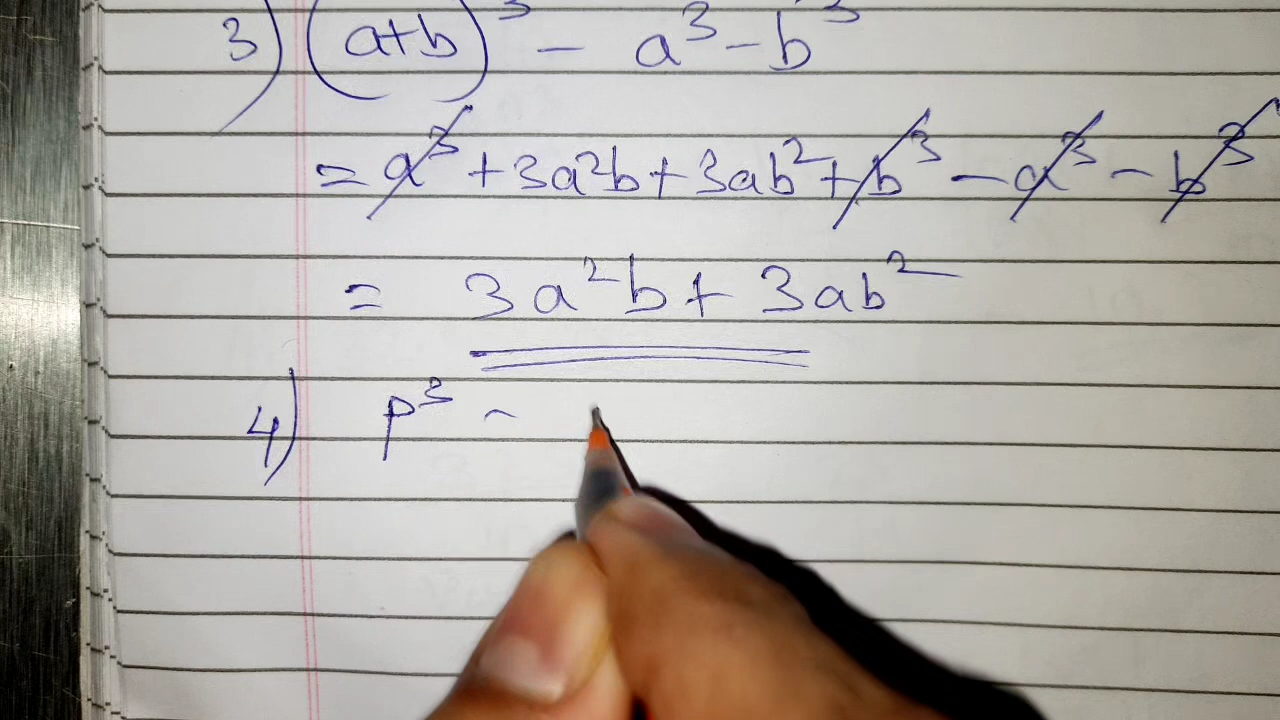 3) (a+b)³ - a³ - b³
= a³ + 3a²b + 3ab² + b³ - a³ - b³
= 3a²b + 3ab²
4) p³ -